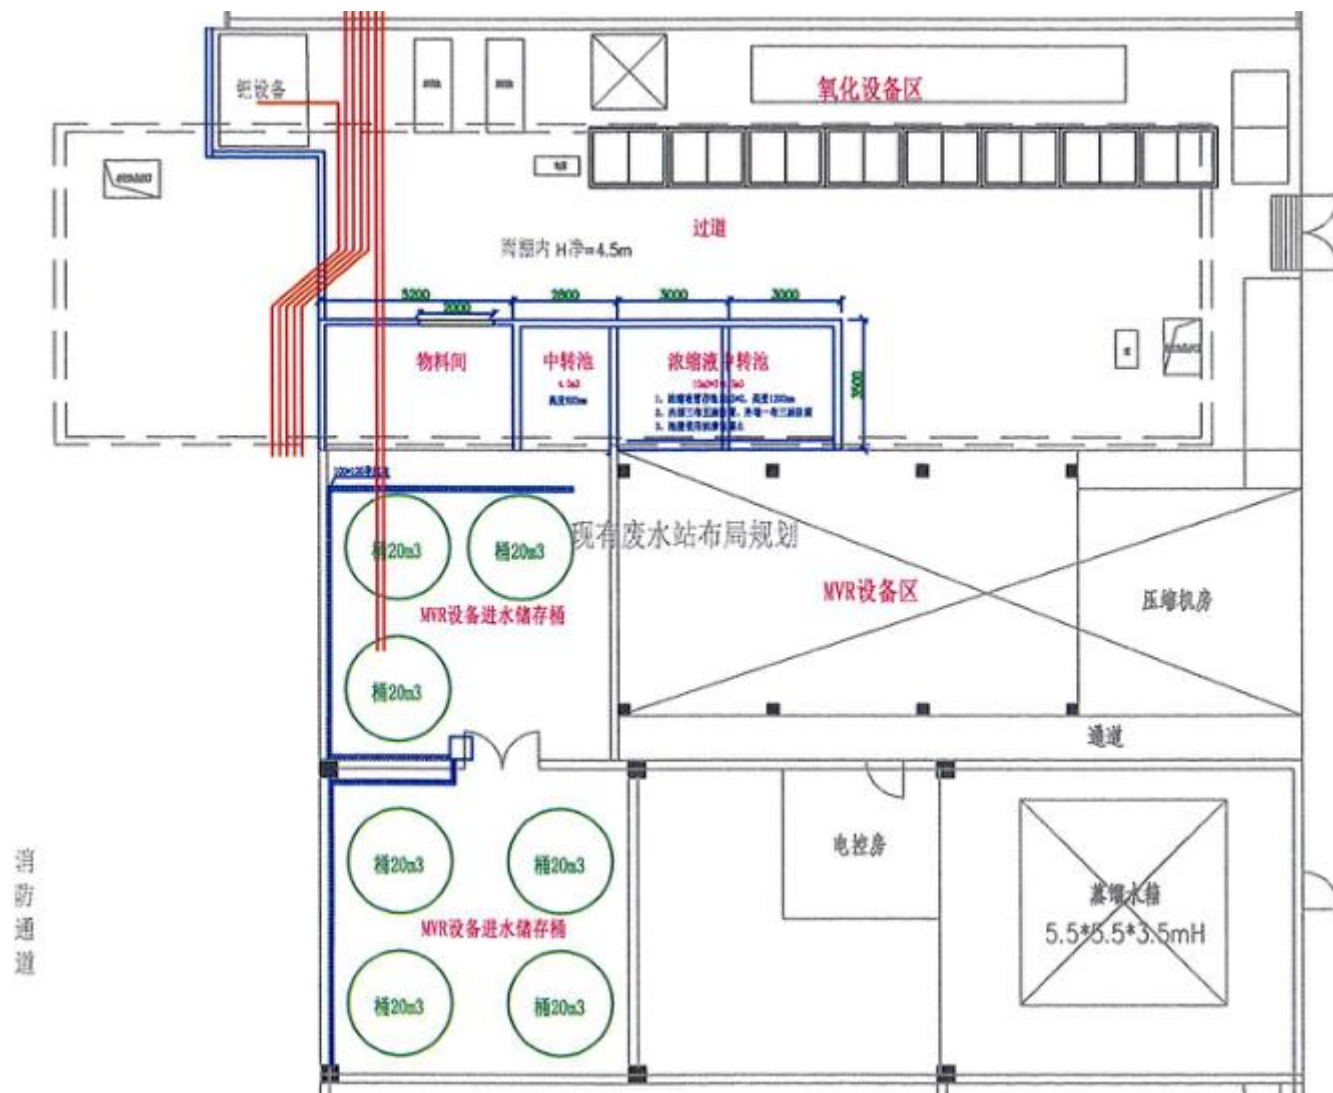 钯设备
氧化设备区
过道
雨棚内 H净=4.5m
5200
2800
3000
3000
2000
3500
物料间
中转池
浓缩液中转池
桶20m3
桶20m3
现有废水站布局规划
MVR设备区
压缩机房
MVR设备进水储存桶
桶20m3
通道
电控房
桶20m3
桶20m3
蒸馏水箱
5.5*5.5*3.5mH
MVR设备进水储存桶
消防通道
桶20m3
桶20m3